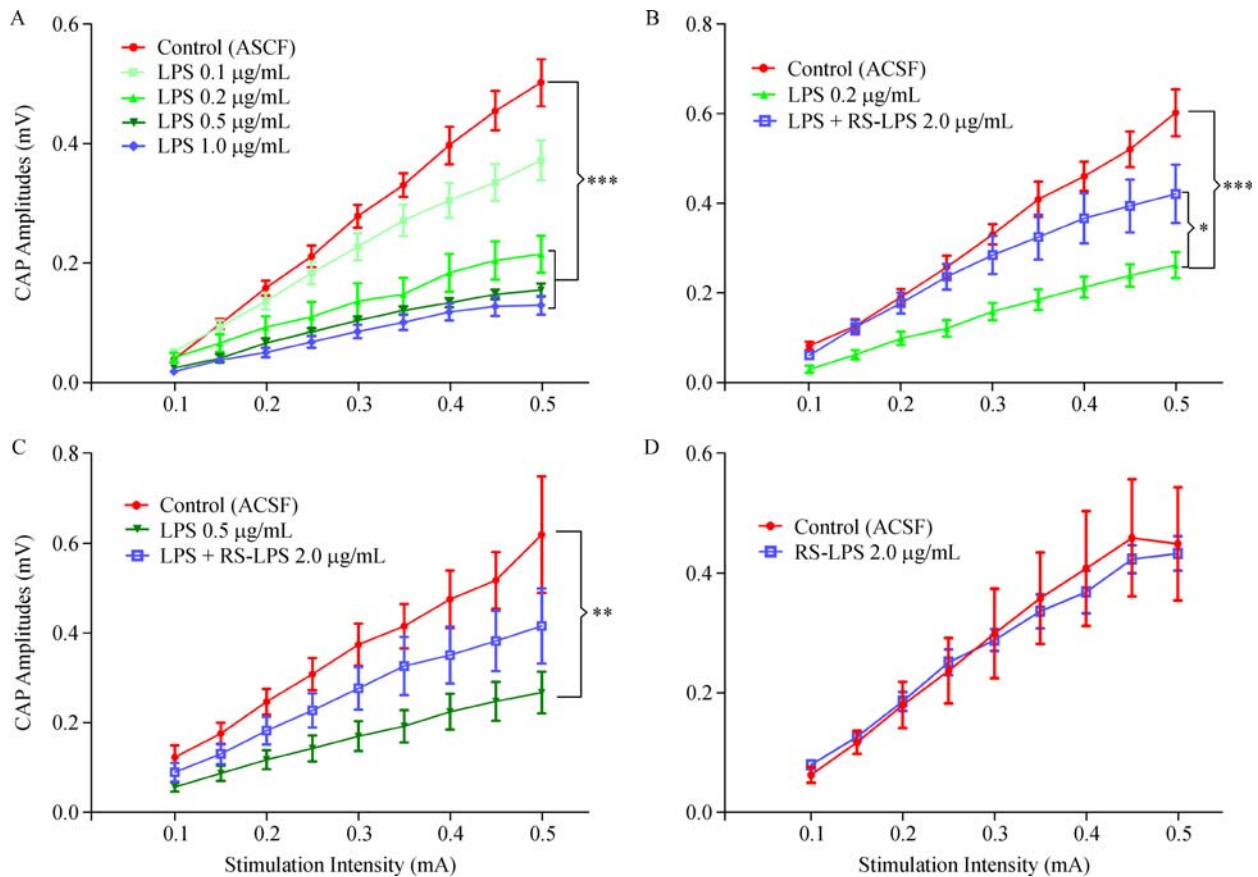 A
0.6
0.4
0.2
0.0
CAP Amplitudes (mV)
Control (ASCF)
LPS 0.1 μg/mL
LPS 0.2 μg/mL
LPS 0.5 μg/mL
LPS 1.0 μg/mL
***
0.1 0.2 0.3 0.4 0.5
B
0.8
0.6
0.4
0.2
0.0
Control (ACSF)
LPS 0.2 μg/mL
LPS + RS-LPS 2.0 μg/mL
***
*
0.1 0.2 0.3 0.4 0.5
C
0.8
0.6
0.4
0.2
0.0
CAP Amplitudes (mV)
Control (ACSF)
LPS 0.5 μg/mL
LPS + RS-LPS 2.0 μg/mL
**
0.1 0.2 0.3 0.4 0.5
Stimulation Intensity (mA)
D
0.6
0.4
0.2
0.0
Control (ACSF)
RS-LPS 2.0 μg/mL
0.1 0.2 0.3 0.4 0.5
Stimulation Intensity (mA)